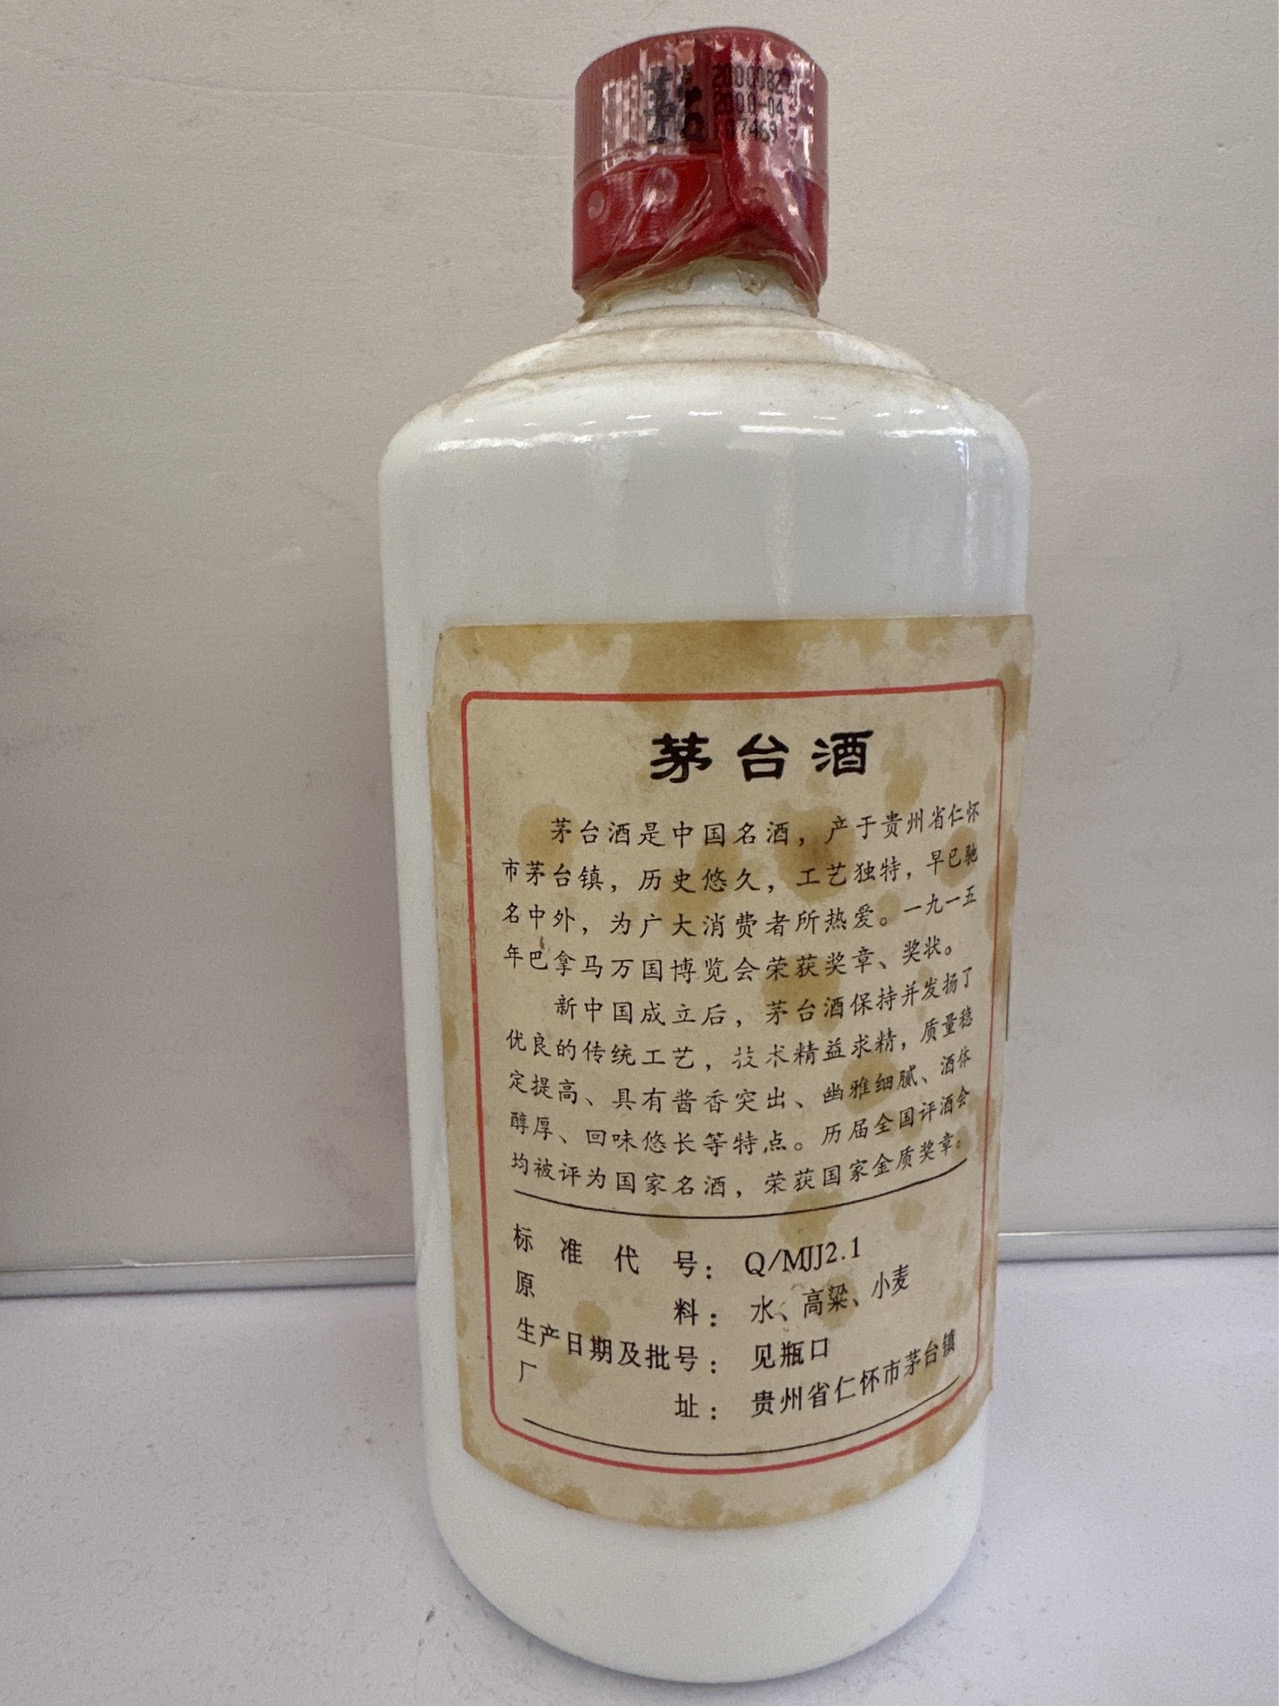 茅台
2000-04
茅台酒
茅台酒是中国名酒，产于贵州省仁怀
市茅台镇，历史悠久，工艺独特，早已驰
名中外，为广大消费者所热爱。一九一五
年巴拿马万国博览会荣获奖章、奖状。
新中国成立后，茅台酒保持并发扬了
优良的传统工艺，技术精益求精，质量稳
定提高、具有酱香突出、幽雅细腻、酒体
醇厚、回味悠长等特点。历届全国评酒会
均被评为国家名酒，荣获国家金质奖章。
标准代号：Q/MJJ2.1
原料：水、高粱、小麦
生产日期及批号：见瓶口
厂址：贵州省仁怀市茅台镇